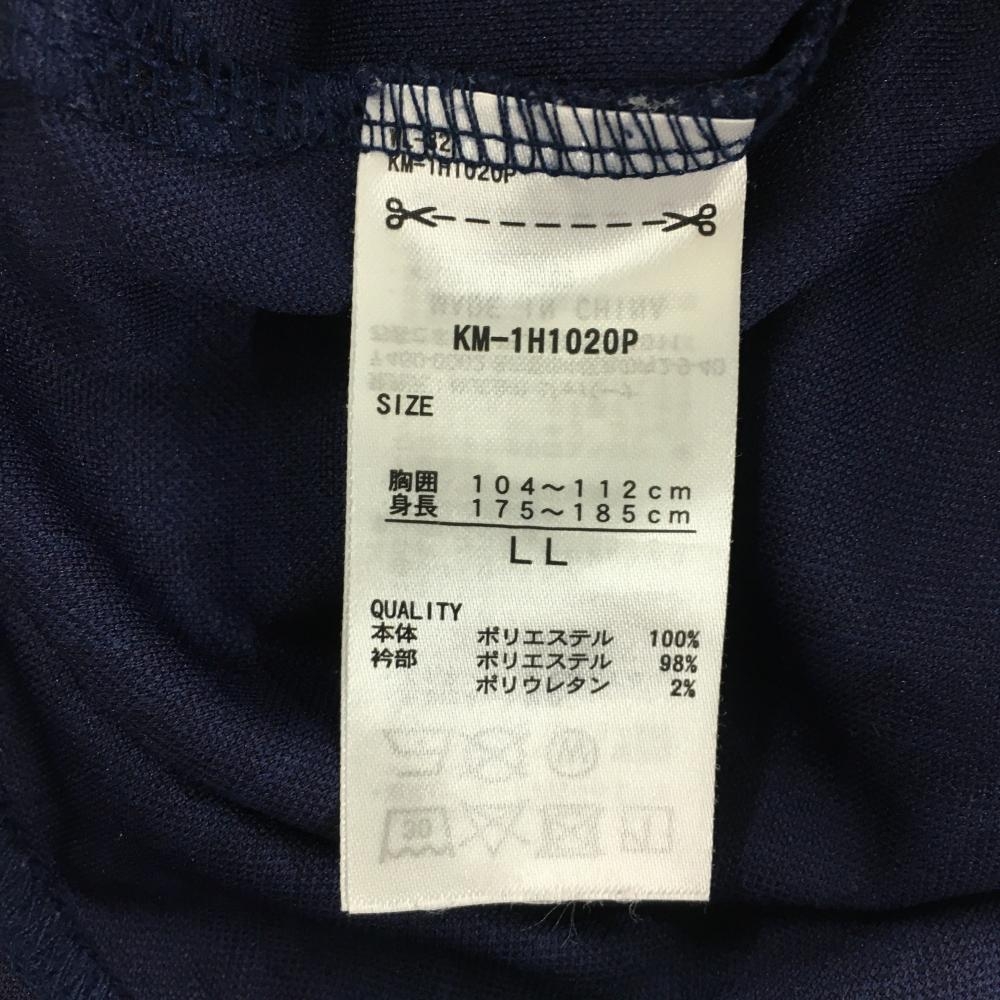 KM-1H1020P
KM-1H1020P
SIZE
胸囲 １０４～１１２ｃｍ
身長 １７５～１８５ｃｍ
ＬＬ
QUALITY
本体 ポリエステル 100%
衿部 ポリエステル 98%
ポリウレタン 2%